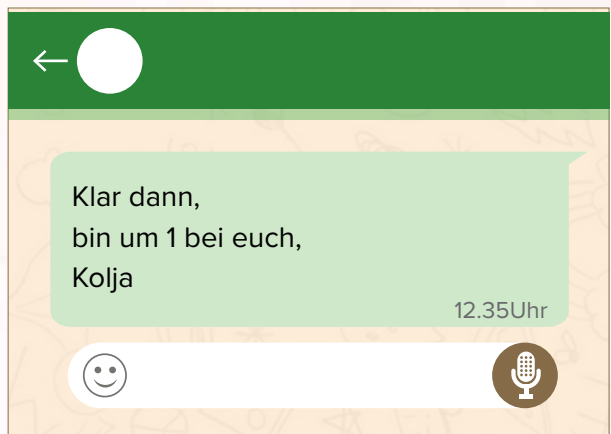 Klar dann,
bin um 1 bei euch,
Kolja
12.35Uhr